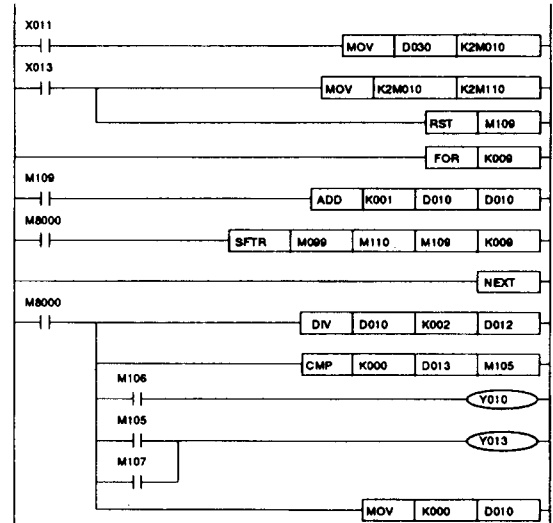 X011
MOV D030 K2M010
X013
MOV K2M010 K2M110
RST M109
FOR K009
M109
ADD K001 D010 D010
M8000
SFTR M099 M110 M109 K009
NEXT
M8000
DIV D010 K002 D012
CMP K000 D013 M105
M106
Y010
M105
Y013
M107
MOV K000 D010